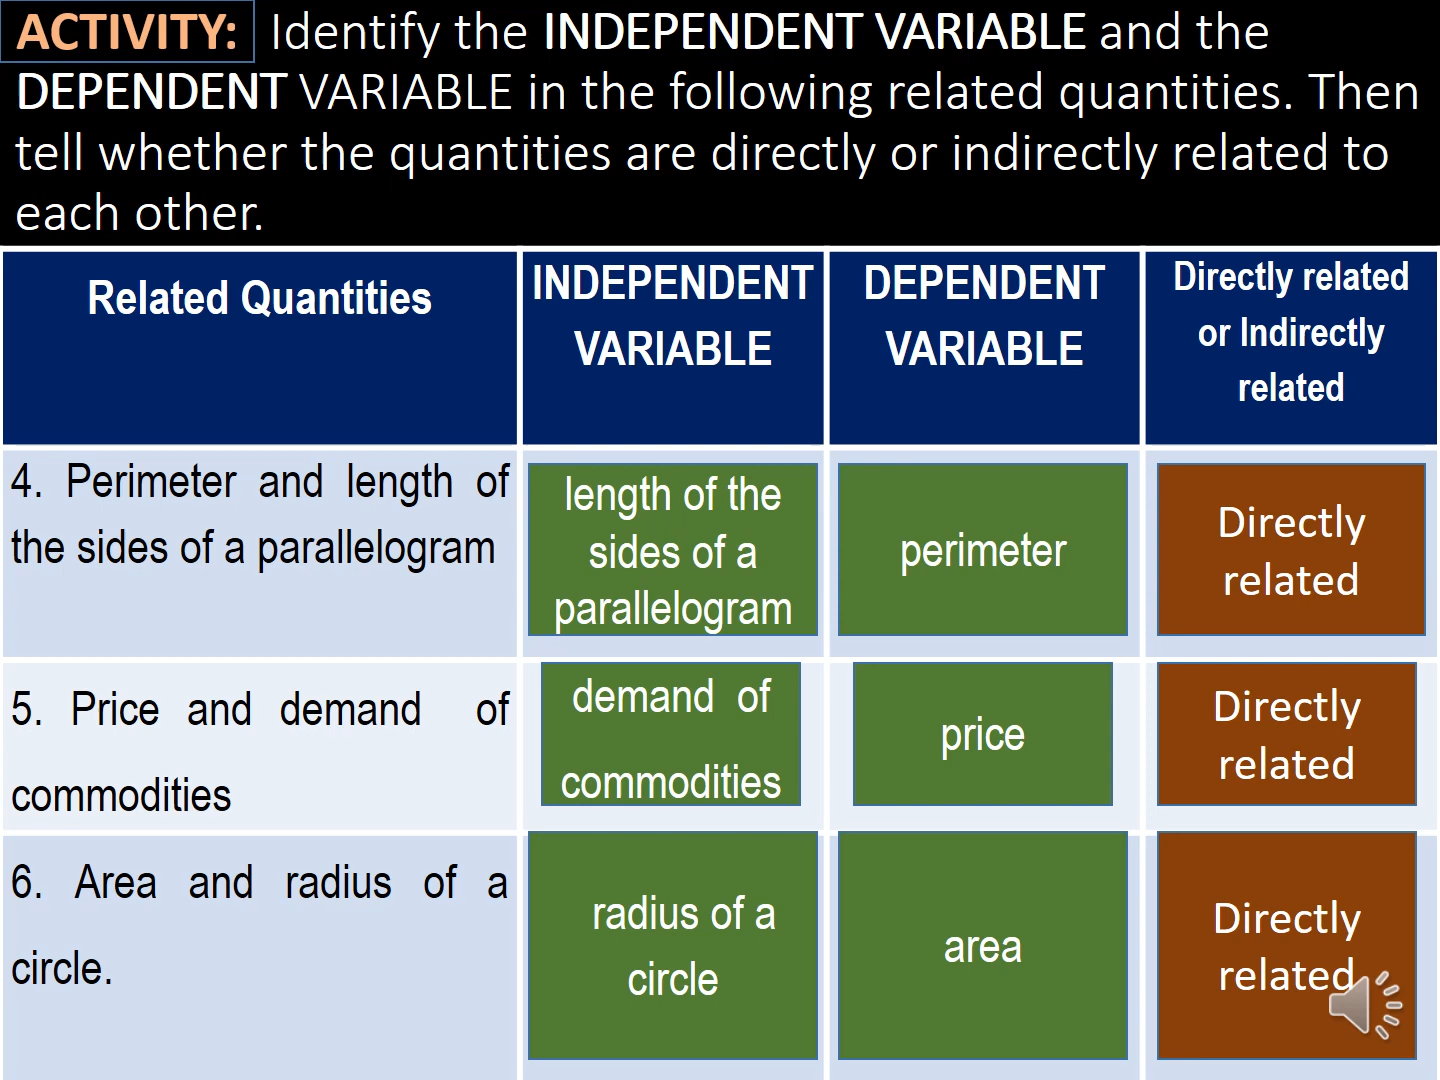 ACTIVITY: Identify the INDEPENDENT VARIABLE and the
DEPENDENT VARIABLE in the following related quantities. Then
tell whether the quantities are directly or indirectly related to
each other.
Related Quantities
INDEPENDENT
VARIABLE
DEPENDENT
VARIABLE
Directly related
or Indirectly
related
4. Perimeter and length of
the sides of a parallelogram
length of the
sides of a
parallelogram
perimeter
Directly
related
5. Price and demand of
commodities
demand of
commodities
price
Directly
related
6. Area and radius of a
circle.
radius of a
circle
area
Directly
related